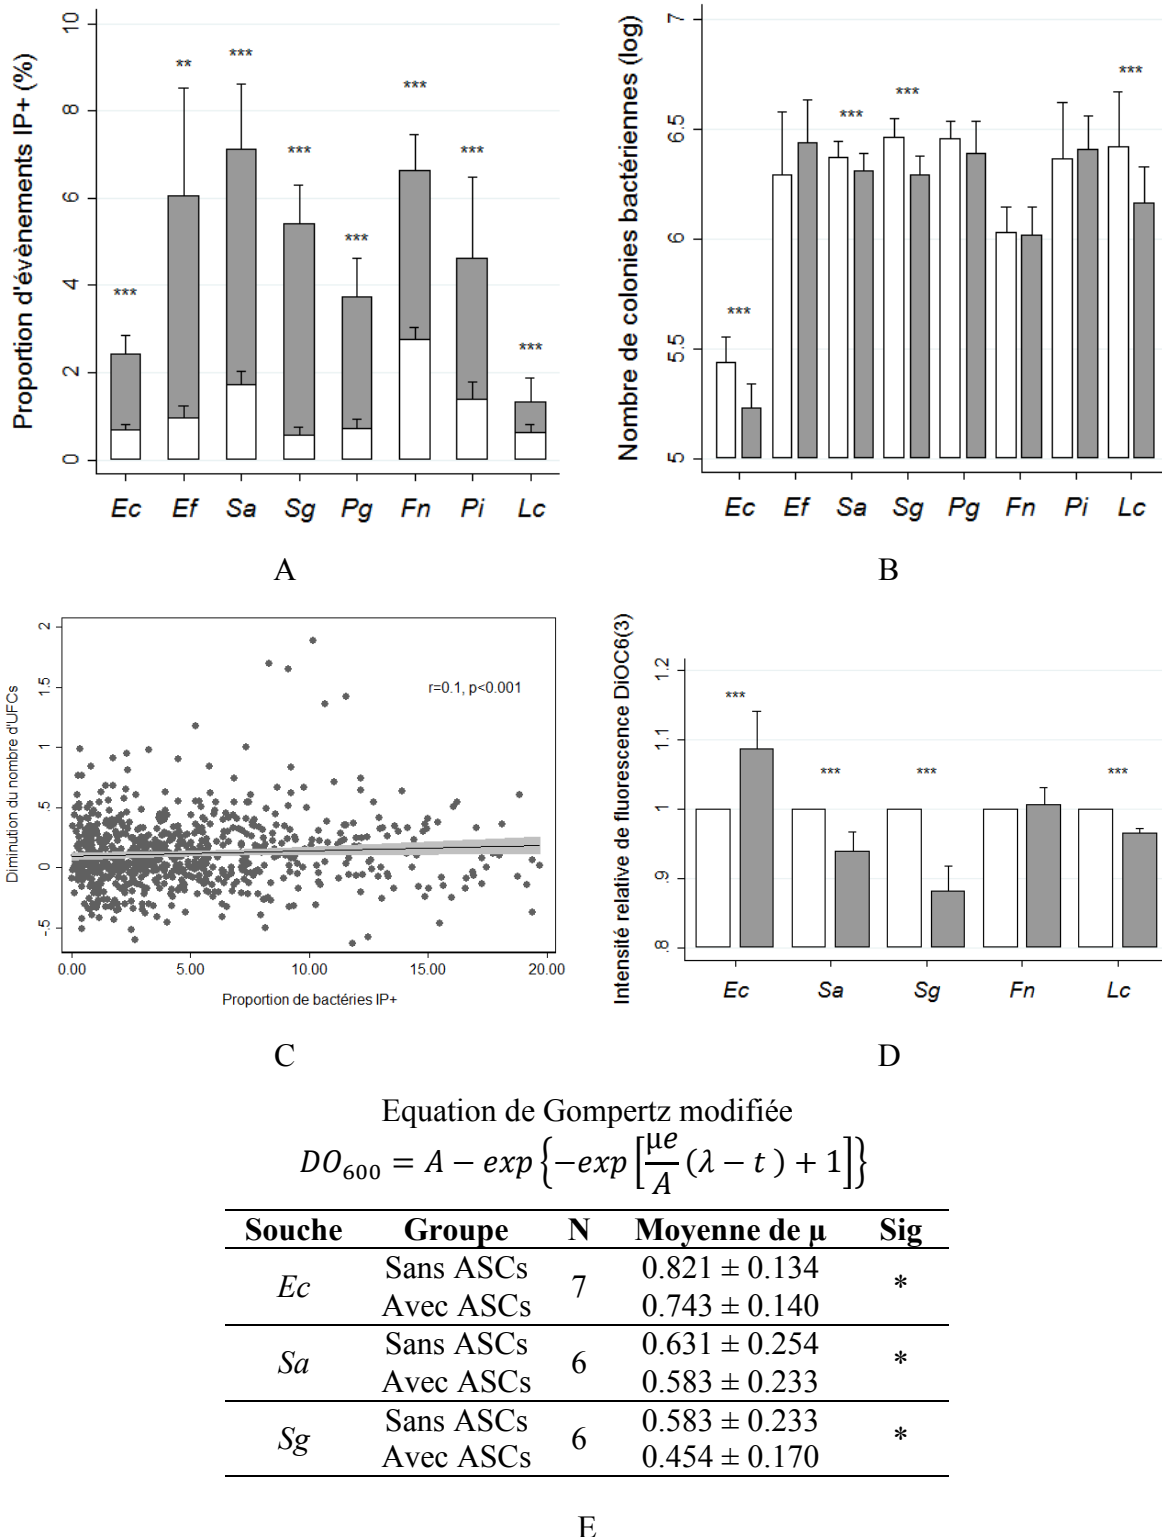 Proportion d'évènements IP+ (%)
10
8
6
4
2
0
***
**
***
***
***
***
***
***
Ec Ef Sa Sg Pg Fn Pi Lc
A
Nombre de colonies bactériennes (log)
7
6.5
6
5.5
5
***
***
***
***
Ec Ef Sa Sg Pg Fn Pi Lc
B
Diminution du nombre d'UFCs
2
1.5
1
.5
0
-.5
r=0.1, p<0.001
0.00 5.00 10.00 15.00 20.00
Proportion de bactéries IP+
C
Intensité relative de fluorescence DiOC6(3)
1.2
1.1
1
.9
.8
***
***
***
***
Ec Sa Sg Fn Lc
D
Equation de Gompertz modifiée
DO₆₀₀ = A − exp {−exp [μe/A (λ − t ) + 1]}
Souche Groupe N Moyenne de μ Sig
Ec Sans ASCs 7 0.821 ± 0.134 *
Avec ASCs 0.743 ± 0.140
Sa Sans ASCs 6 0.631 ± 0.254 *
Avec ASCs 0.583 ± 0.233
Sg Sans ASCs 6 0.583 ± 0.233 *
Avec ASCs 0.454 ± 0.170
E